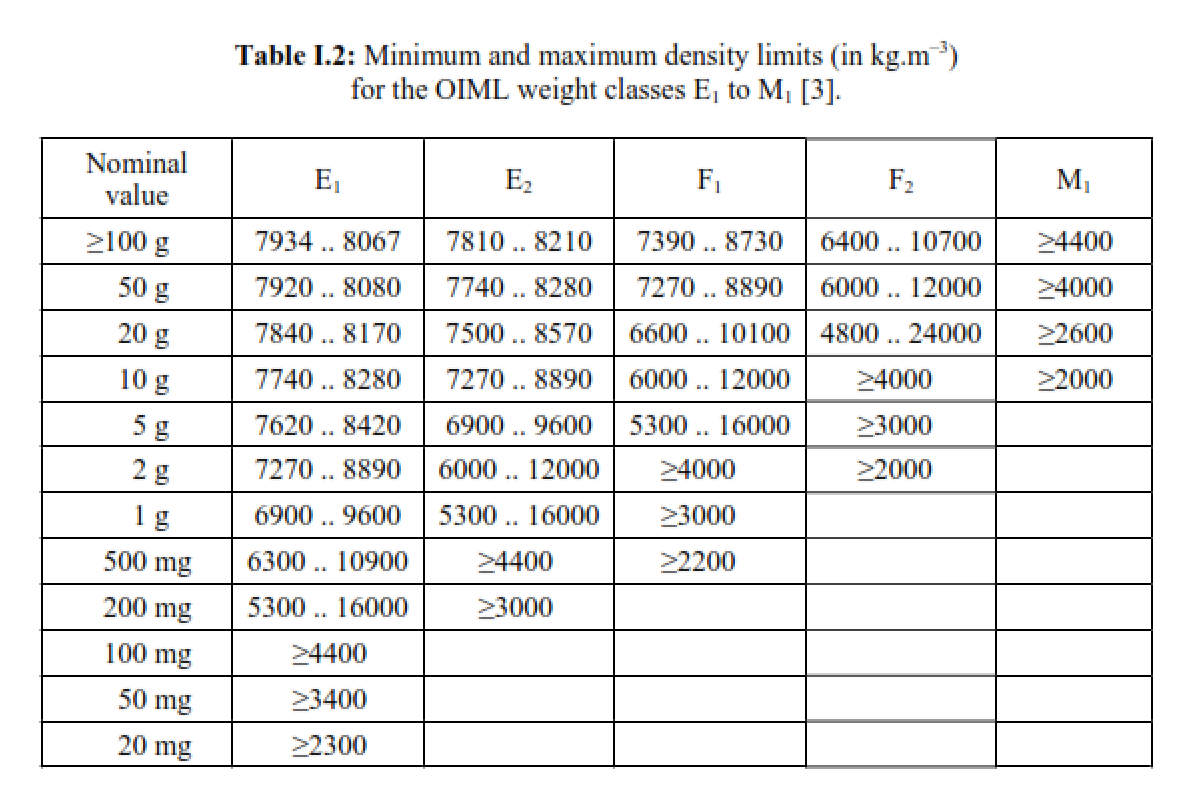 Table I.2: Minimum and maximum density limits (in kg.m⁻³)
for the OIML weight classes E₁ to M₁ [3].
Nominal value E₁ E₂ F₁ F₂ M₁
≥100 g 7934 .. 8067 7810 .. 8210 7390 .. 8730 6400 .. 10700 ≥4400
50 g 7920 .. 8080 7740 .. 8280 7270 .. 8890 6000 .. 12000 ≥4000
20 g 7840 .. 8170 7500 .. 8570 6600 .. 10100 4800 .. 24000 ≥2600
10 g 7740 .. 8280 7270 .. 8890 6000 .. 12000 ≥4000 ≥2000
5 g 7620 .. 8420 6900 .. 9600 5300 .. 16000 ≥3000
2 g 7270 .. 8890 6000 .. 12000 ≥4000 ≥2000
1 g 6900 .. 9600 5300 .. 16000 ≥3000
500 mg 6300 .. 10900 ≥4400 ≥2200
200 mg 5300 .. 16000 ≥3000
100 mg ≥4400
50 mg ≥3400
20 mg ≥2300